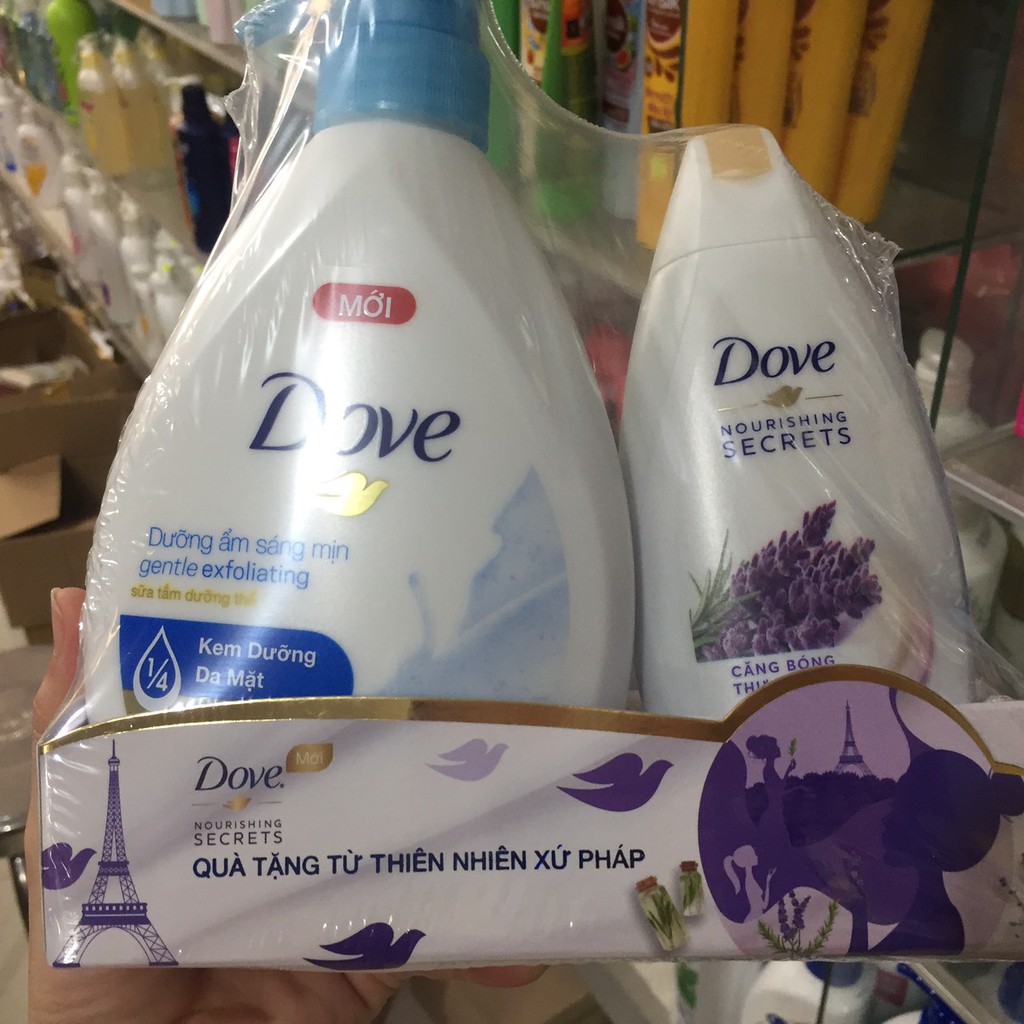 MỚI
Dove
Dưỡng ẩm sáng mịn
gentle exfoliating
sữa tắm dưỡng thể
1/4
Kem Dưỡng
Da Mặt
Dove
NOURISHING
SECRETS
CĂNG BÓNG
Dove.
Mới
NOURISHING
SECRETS
QUÀ TẶNG TỪ THIÊN NHIÊN XỨ PHÁP